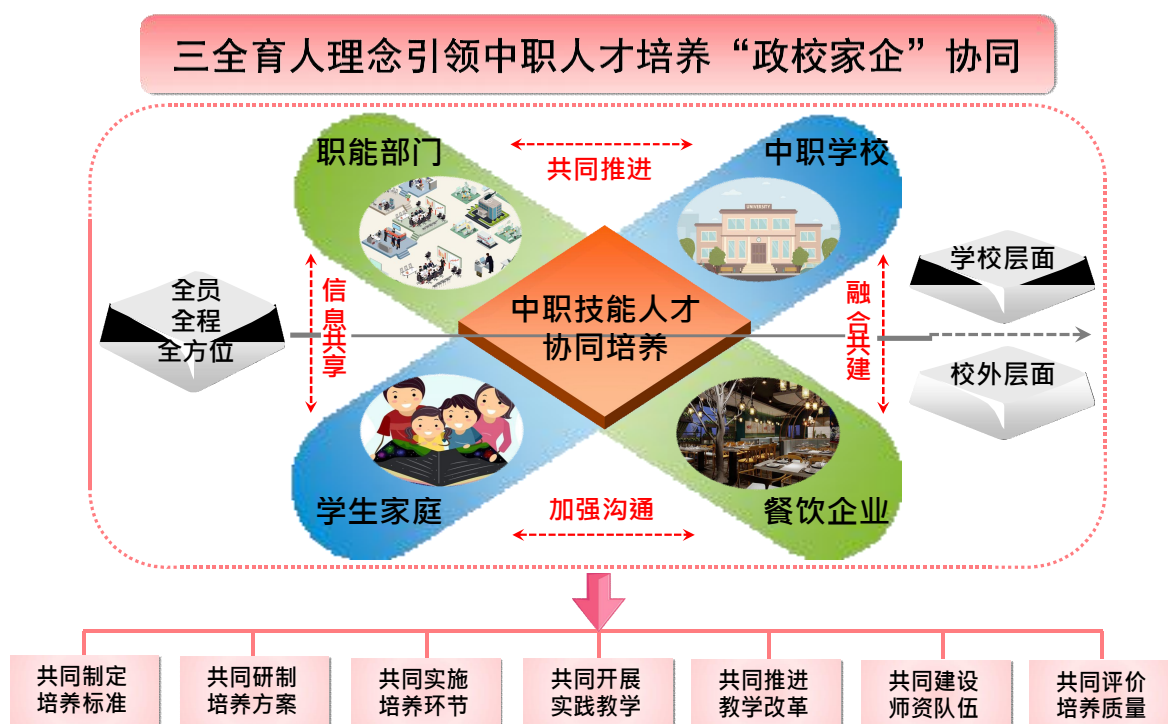 三全育人理念引领中职人才培养“政校家企”协同
职能部门
共同推进
中职学校
UNIVERSITY
全员
全程
全方位
信息共享
中职技能人才
协同培养
融合共建
学校层面
校外层面
学生家庭
加强沟通
餐饮企业
共同制定
培养标准
共同研制
培养方案
共同实施
培养环节
共同开展
实践教学
共同推进
教学改革
共同建设
师资队伍
共同评价
培养质量